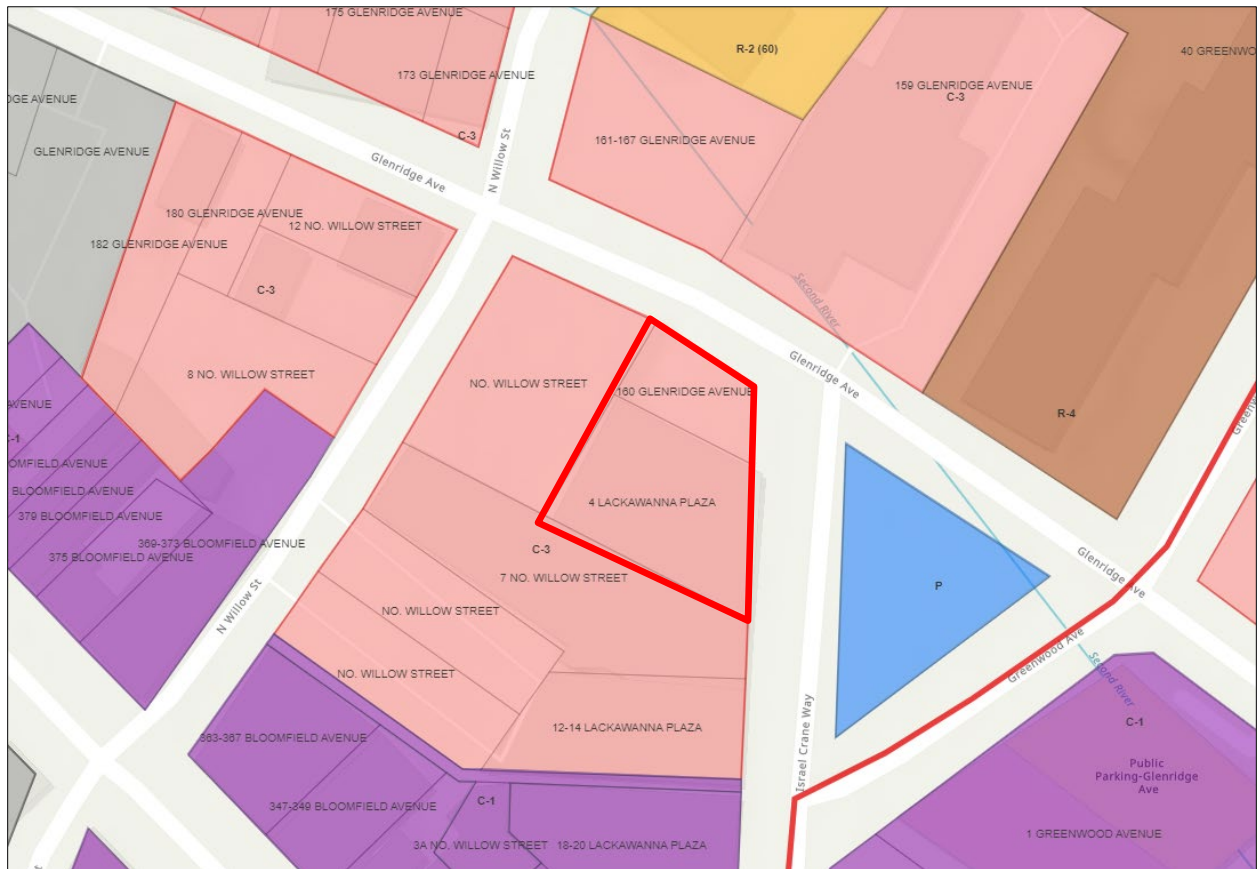 175 GLENRIDGE AVENUE
R-2 (60)
40 GREENWO
173 GLENRIDGE AVENUE
159 GLENRIDGE AVENUE
C-3
DGE AVENUE
C-3
161-167 GLENRIDGE AVENUE
GLENRIDGE AVENUE
Glenridge Ave
N Willow St
180 GLENRIDGE AVENUE
12 NO. WILLOW STREET
182 GLENRIDGE AVENUE
C-3
Second River
8 NO. WILLOW STREET
NO. WILLOW STREET
160 GLENRIDGE AVENUE
Glenridge Ave
R-4
Greenw
AVENUE
C-1
OMFIELD AVENUE
BLOOMFIELD AVENUE
379 BLOOMFIELD AVENUE
369-373 BLOOMFIELD AVENUE
375 BLOOMFIELD AVENUE
4 LACKAWANNA PLAZA
C-3
7 NO. WILLOW STREET
Glenridge Ave
P
N Willow St
NO. WILLOW STREET
Greenwood Ave
Second River
NO. WILLOW STREET
12-14 LACKAWANNA PLAZA
Israel Crane Way
C-1
363-367 BLOOMFIELD AVENUE
Public
Parking-Glenridge
Ave
347-349 BLOOMFIELD AVENUE
C-1
1 GREENWOOD AVENUE
3A NO. WILLOW STREET
18-20 LACKAWANNA PLAZA